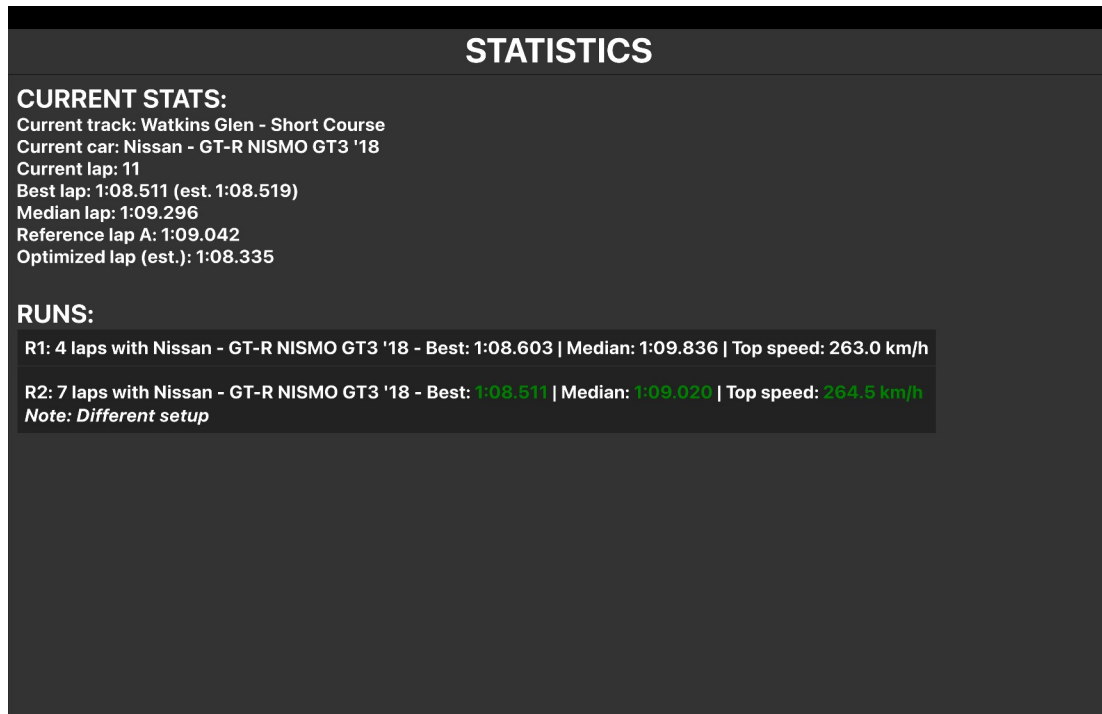 STATISTICS
CURRENT STATS:
Current track: Watkins Glen - Short Course
Current car: Nissan - GT-R NISMO GT3 '18
Current lap: 11
Best lap: 1:08.511 (est. 1:08.519)
Median lap: 1:09.296
Reference lap A: 1:09.042
Optimized lap (est.): 1:08.335
RUNS:
R1: 4 laps with Nissan - GT-R NISMO GT3 '18 - Best: 1:08.603 | Median: 1:09.836 | Top speed: 263.0 km/h
R2: 7 laps with Nissan - GT-R NISMO GT3 '18 - Best: 1:08.511 | Median: 1:09.020 | Top speed: 264.5 km/h
Note: Different setup